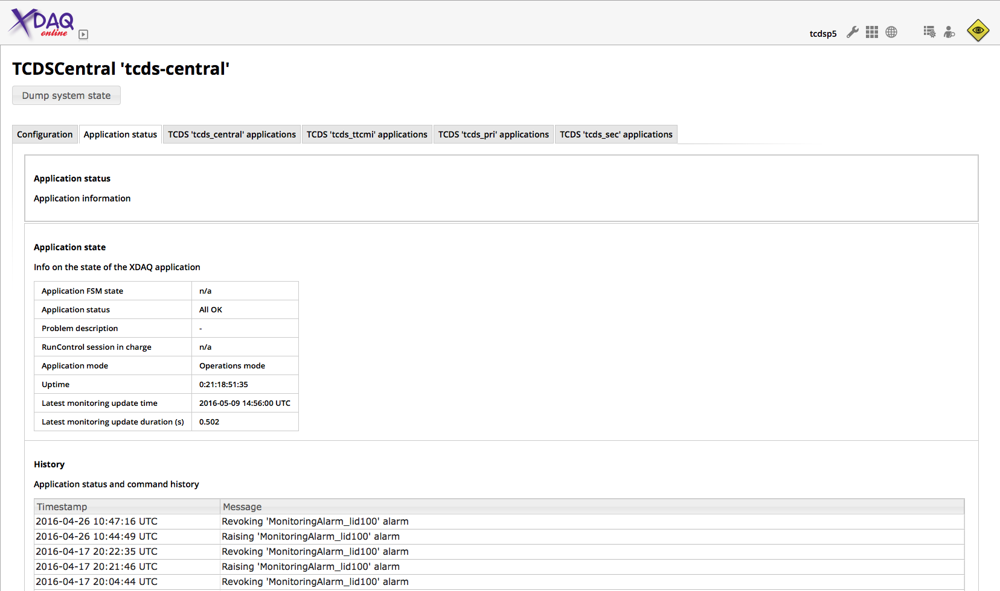 XDAQ
online
tcdsp5
TCDSCentral 'tcds-central'
Dump system state
Configuration Application status TCDS 'tcds_central' applications TCDS 'tcds_ttcmi' applications TCDS 'tcds_pri' applications TCDS 'tcds_sec' applications
Application status
Application information
Application state
Info on the state of the XDAQ application
Application FSM state n/a
Application status All OK
Problem description -
RunControl session in charge n/a
Application mode Operations mode
Uptime 0:21:18:51:35
Latest monitoring update time 2016-05-09 14:56:00 UTC
Latest monitoring update duration (s) 0.502
History
Application status and command history
Timestamp Message
2016-04-26 10:47:16 UTC Revoking 'MonitoringAlarm_lid100' alarm
2016-04-26 10:44:49 UTC Raising 'MonitoringAlarm_lid100' alarm
2016-04-17 20:22:35 UTC Revoking 'MonitoringAlarm_lid100' alarm
2016-04-17 20:21:46 UTC Raising 'MonitoringAlarm_lid100' alarm
2016-04-17 20:04:44 UTC Revoking 'MonitoringAlarm_lid100' alarm